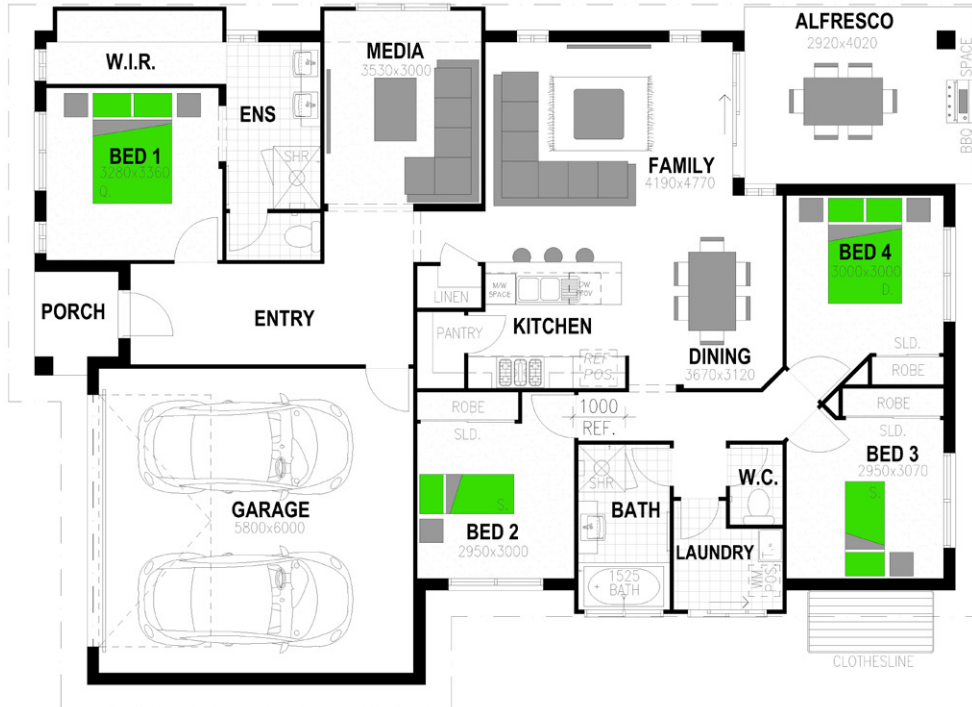 W.I.R.
BED 1
3280x3360
Q.
ENS
SHR
MEDIA
3530x3000
FAMILY
4190x4770
ALFRESCO
2920x4020
BBQ SPACE
PORCH
ENTRY
LINEN
PANTRY
M/W
SPACE
DW
PROV
KITCHEN
REF
POS.
DINING
3670x3120
BED 4
3000x3000
D.
SLD.
ROBE
GARAGE
5800x6000
ROBE
SLD.
S.
BED 2
2950x3000
1000
REF.
SHR
BATH
1525
BATH
W.C.
LAUNDRY
WM
POS.
ROBE
SLD.
BED 3
2950x3070
S.
CLOTHESLINE